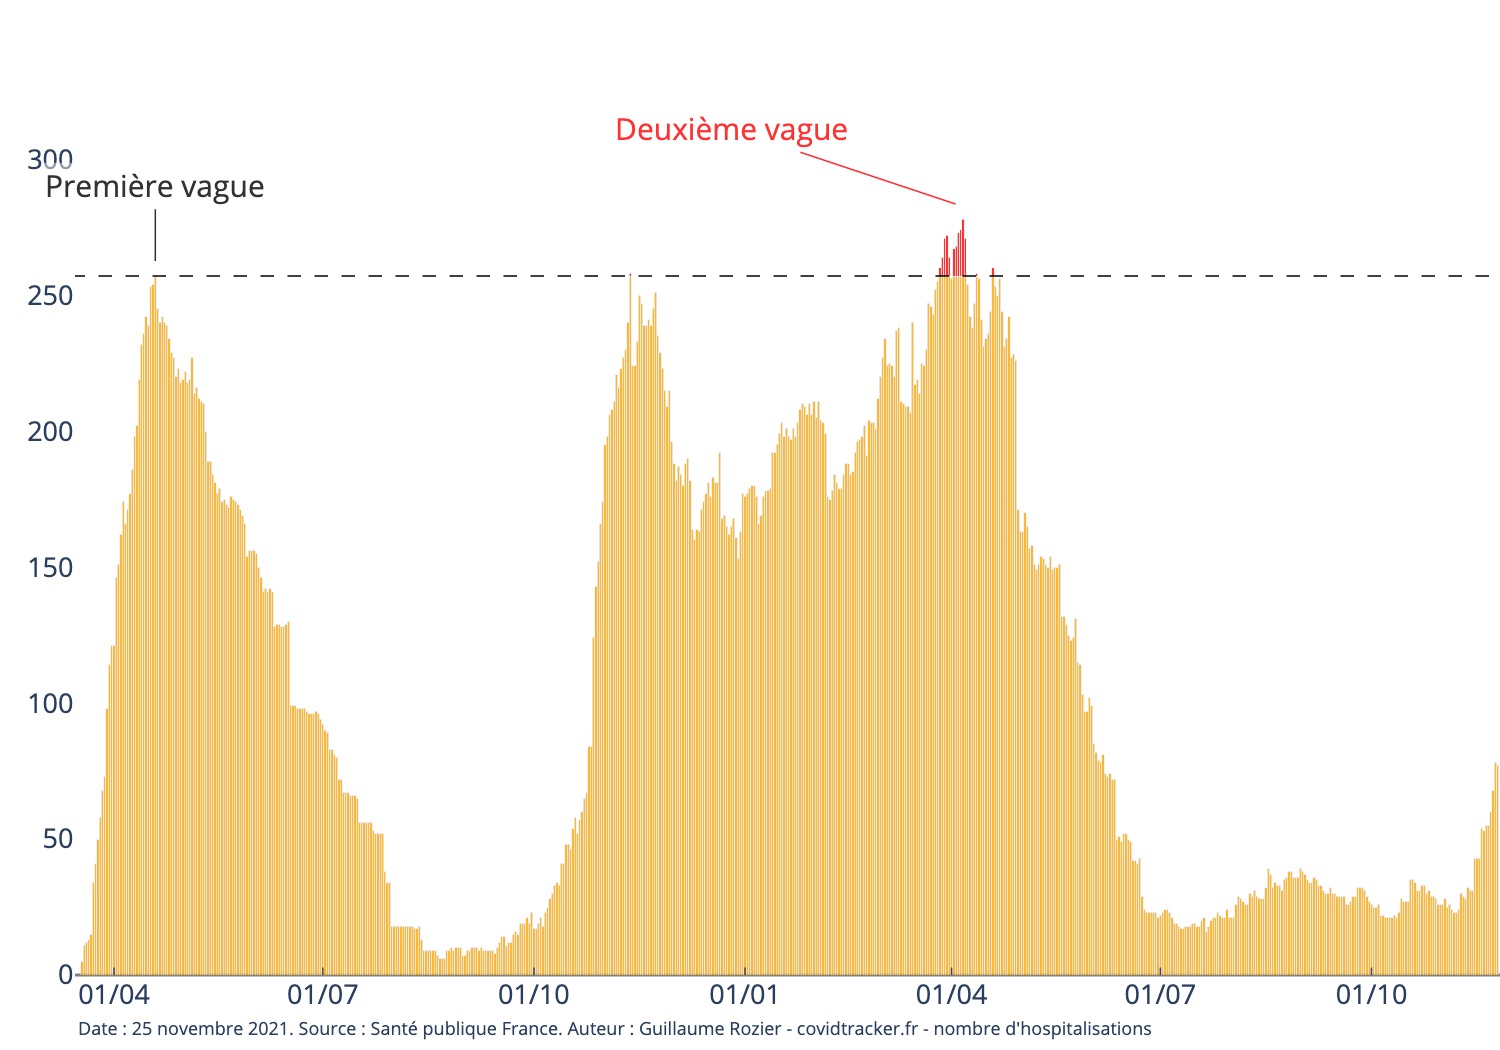 Deuxième vague
300
Première vague
250
200
150
100
50
0
01/04 01/07 01/10 01/01 01/04 01/07 01/10
Date : 25 novembre 2021. Source : Santé publique France. Auteur : Guillaume Rozier - covidtracker.fr - nombre d'hospitalisations